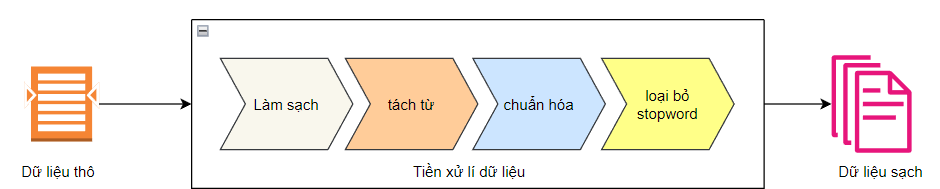 Làm sạch
tách từ
chuẩn hóa
loại bỏ
stopword
Dữ liệu thô
Tiền xử lí dữ liệu
Dữ liệu sạch